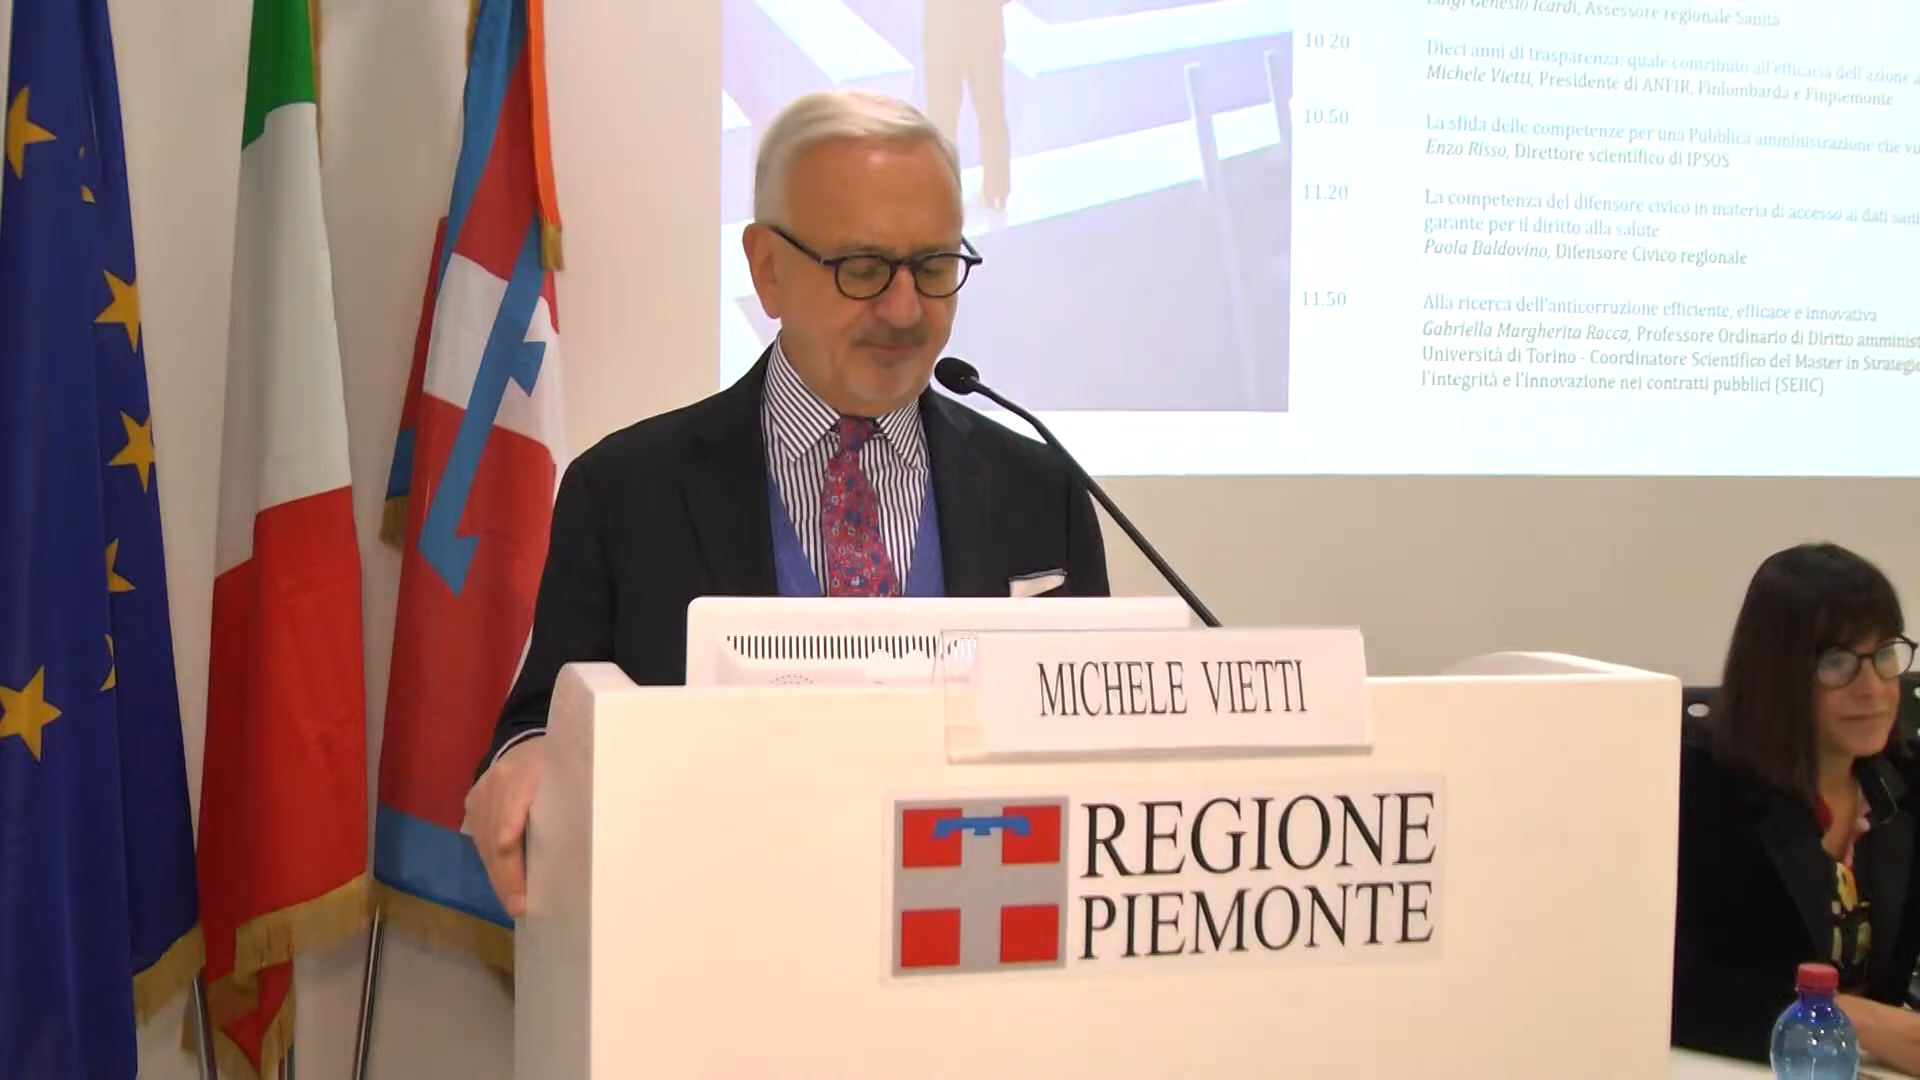 Luigi Genesio Icardi, Assessore regionale Sanità
10.20
Dieci anni di trasparenza: quale contributo all'efficacia dell'azione
Michele Vietti, Presidente di ANFIR, Finlombarda e Finpiemonte
10.50
La sfida delle competenze per una Pubblica amministrazione che
Enzo Risso, Direttore scientifico di IPSOS
11.20
La competenza del difensore civico in materia di accesso ai dati
garante per il diritto alla salute
Paola Baldovino, Difensore Civico regionale
11.50
Alla ricerca dell'anticorruzione efficiente, efficace e innovativa
Gabriella Margherita Racca, Professore Ordinario di Diritto amminist
Università di Torino - Coordinatore Scientifico del Master in Strategie
l'integrità e l'innovazione nei contratti pubblici (SEIIC)
MICHELE VIETTI
REGIONE
PIEMONTE